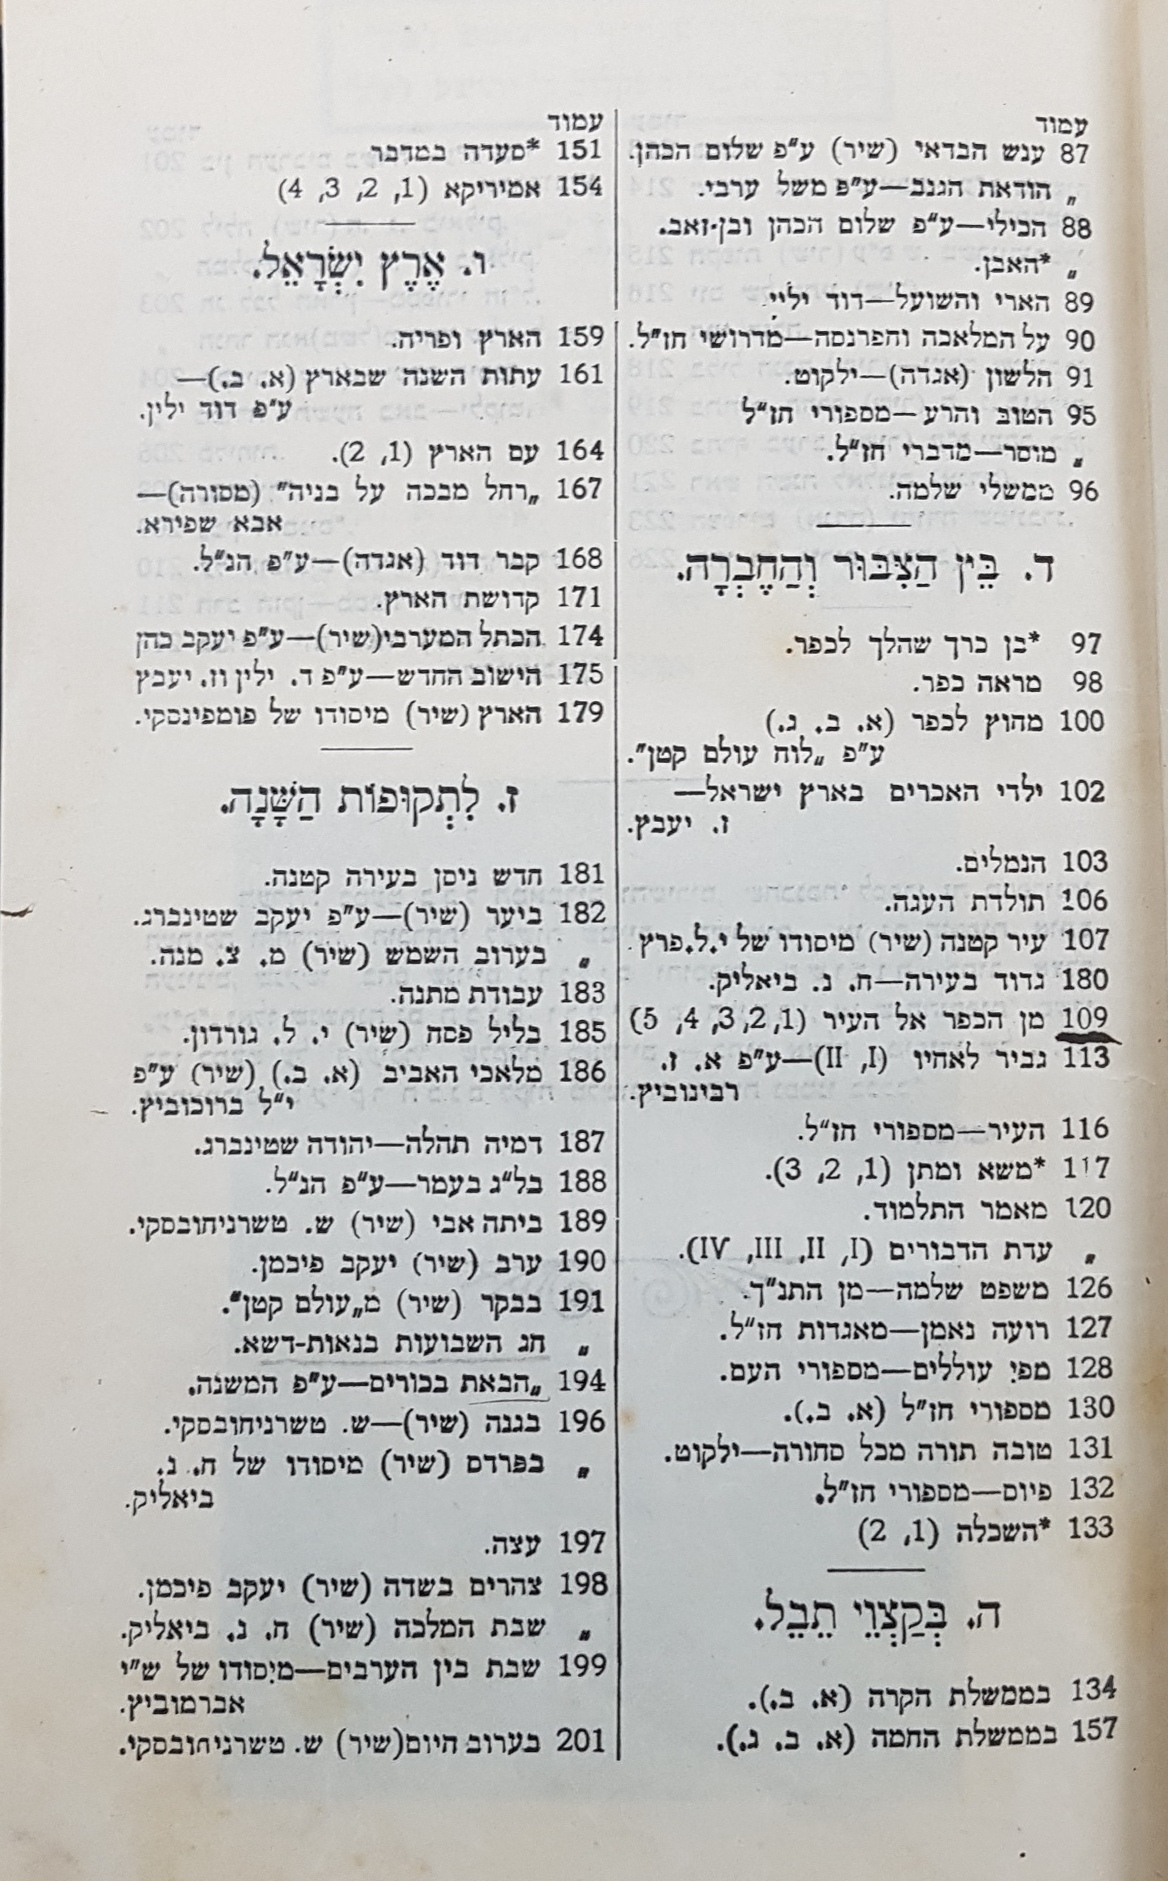 עמוד
87 ענש הבדאי (שיר) ע״פ שלום הכהן.
„ הודאת הגנב—ע״פ משל ערבי.
88 הכילי—ע״פ שלום הכהן ובן-זאב.
„ *האבן.
89 הארי והשועל—דוד יליי
90 על המלאכה והפרנסה—מדרושי חז״ל.
91 הלשון (אגדה)—ילקוט.
95 הטוב והרע—מספורי חז״ל
„ מוסר—מדברי חז״ל.
96 ממשלי שלמה.
ד. בֵּין הַצִּבּוּר וְהַחֶבְרָה.
97 *בן כרך שהלך לכפר.
98 מראה כפר.
100 מהוץ לכפר (א. ב. ג.)
ע״פ „לוח עולם קטן״.
102 ילדי האכרים בארץ ישראל—
ז. יעבץ.
103 הנמלים.
106 תולדת העגה.
107 עיר קטנה (שיר) מיסודו של י.ל.פרץ
180 גדוד בעירה—ח. נ. ביאליק.
109 מן הכפר אל העיר (1, 2, 3, 4, 5)
113 גביר לאחיו (I, II)—ע״פ א. ז.
רבינוביץ.
116 העיר—מספורי חז״ל.
117 *משא ומתן (1, 2, 3).
120 מאמר התלמוד.
„ עדת הדבורים (I, II, III, IV).
126 משפט שלמה—מן התנ״ך.
127 רועה נאמן—מאגדות חז״ל.
128 מפי עוללים—מספורי העם.
130 מספורי חז״ל (א. ב.).
131 טובה תורה מכל סחורה—ילקוט.
132 פיוס—מספורי חז״ל.
133 *השכלה (1, 2)
ה. בְּקַצְוֵי תֵבֵל.
134 בממשלת הקרה (א. ב.).
157 בממשלת החמה (א. ב. ג.).
עמוד
151 *סעדה במדבר
154 אמיריקא (1, 2, 3, 4)
ו. אֶרֶץ יִשְׂרָאֵל.
159 הארץ ופריה.
161 עתות השנה שבארץ (א. ב.)—
ע״פ דוד ילין.
164 עם הארץ (1, 2).
167 „רחל מבכה על בניה״ (מסורה)—
אבא שפירא.
168 קבר דוד (אגדה)—ע״פ הנ״ל.
171 קדושת הארץ.
174 הכתל המערבי(שיר)—ע״פ יעקב כהן
175 הישוב החדש—ע״פ ד. ילין וז. יעבץ
179 הארץ (שיר) מיסודו של פומפינסקי.
ז. לִתְקוּפוֹת הַשָּׁנָה.
181 חדש ניסן בעירה קטנה.
182 ביער (שיר)—ע״פ יעקב שטינברג.
„ בערוב השמש (שיר) מ. צ. מנה.
183 עבודת מתנה.
185 בליל פסח (שיר) י. ל. גורדון.
186 מלאכי האביב (א. ב.) (שיר) ע״פ
י״ל ברוכוביץ.
187 דמיה תהלה—יהודה שטינברג.
188 בל״ג בעמר—ע״פ הנ״ל.
189 ביתה אבי (שיר) ש. טשרניחובסקי.
190 ערב (שיר) יעקב פיכמן.
191 בבקר (שיר) מ„עולם קטן״.
„ חג השבועות בנאות-דשא.
194 „הבאת בכורים—ע״פ המשנה.
196 בגנה (שיר)—ש. טשרניחובסקי.
„ בפרדס (שיר) מיסודו של ח. נ.
ביאליק.
197 עצה.
198 צהרים בשדה (שיר) יעקב פיכמן.
„ שבת המלכה (שיר) ח. נ. ביאליק.
199 שבת בין הערבים—מיסודו של ש״י
אברמוביץ.
201 בערוב היום(שיר) ש. טשרניחובסקי.